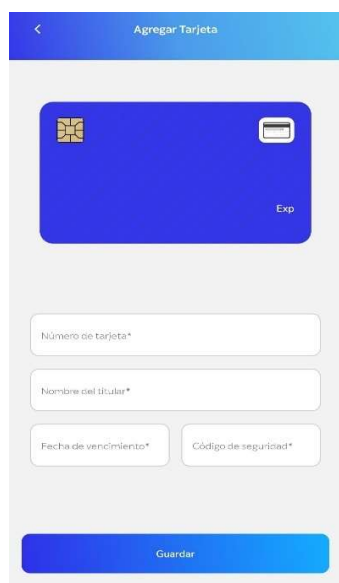 Agregar Tarjeta
Exp
Número de tarjeta*
Nombre del titular*
Fecha de vencimiento*
Código de seguridad*
Guardar